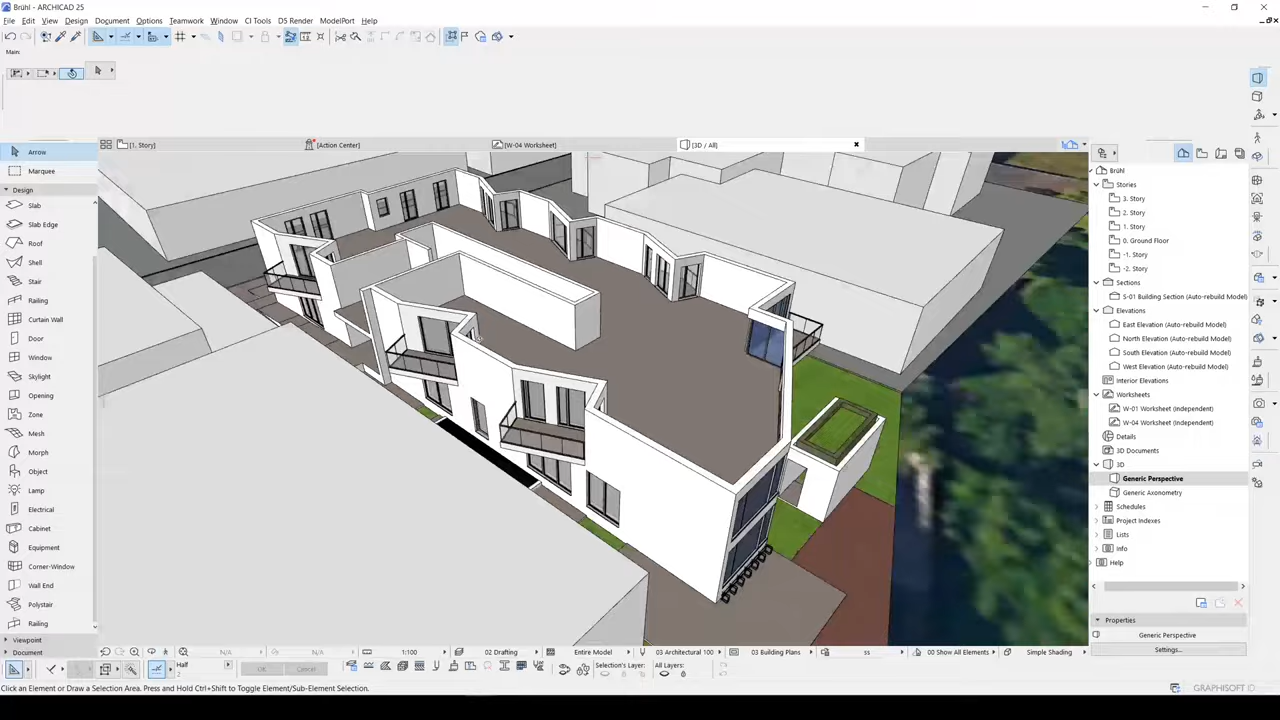 Brühl - ARCHICAD 25
File Edit View Design Document Options Teamwork Window CI Tools D5 Render ModelPort Help
Main:
[1. Story] [Action Center] [W-04 Worksheet] [3D / All]
Arrow
Marquee
Design
Slab
Slab Edge
Roof
Shell
Stair
Railing
Curtain Wall
Door
Window
Skylight
Opening
Zone
Mesh
Morph
Object
Lamp
Electrical
Cabinet
Equipment
Corner-Window
Wall End
Polystair
Railing
Viewpoint
Document
Brühl
Stories
3. Story
2. Story
1. Story
0. Ground Floor
-1. Story
-2. Story
Sections
S-01 Building Section (Auto-rebuild Model)
Elevations
East Elevation (Auto-rebuild Model)
North Elevation (Auto-rebuild Model)
South Elevation (Auto-rebuild Model)
West Elevation (Auto-rebuild Model)
Interior Elevations
Worksheets
W-01 Worksheet (Independent)
W-04 Worksheet (Independent)
Details
3D Documents
3D
Generic Perspective
Generic Axonometry
Schedules
Project Indexes
Lists
Info
Help
Properties
Generic Perspective
Settings...
N/A N/A 1:100 02 Drafting Entire Model 03 Architectural 100 03 Building Plans ss 00 Show All Elements Simple Shading
Half
2
OK Cancel
Selection's Layer: All Layers:
Click an Element or Draw a Selection Area. Press and Hold Ctrl+Shift to Toggle Element/Sub-Element Selection.
GRAPHISOFT ID